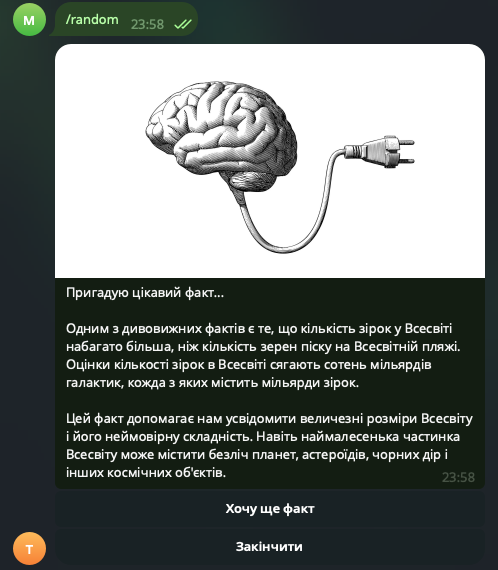 М
/random
23:58
Пригадую цікавий факт...
Одним з дивовижних фактів є те, що кількість зірок у Всесвіті
набагато більша, ніж кількість зерен піску на Всесвітній пляжі.
Оцінки кількості зірок в Всесвіті сягають сотень мільярдів
галактик, кожда з яких містить мільярди зірок.
Цей факт допомагає нам усвідомити величезні розміри Всесвіту
і його неймовірну складність. Навіть наймалесенька частинка
Всесвіту може містити безліч планет, астероїдів, чорних дір і
інших космічних об'єктів.
23:58
Хочу ще факт
Т
Закінчити